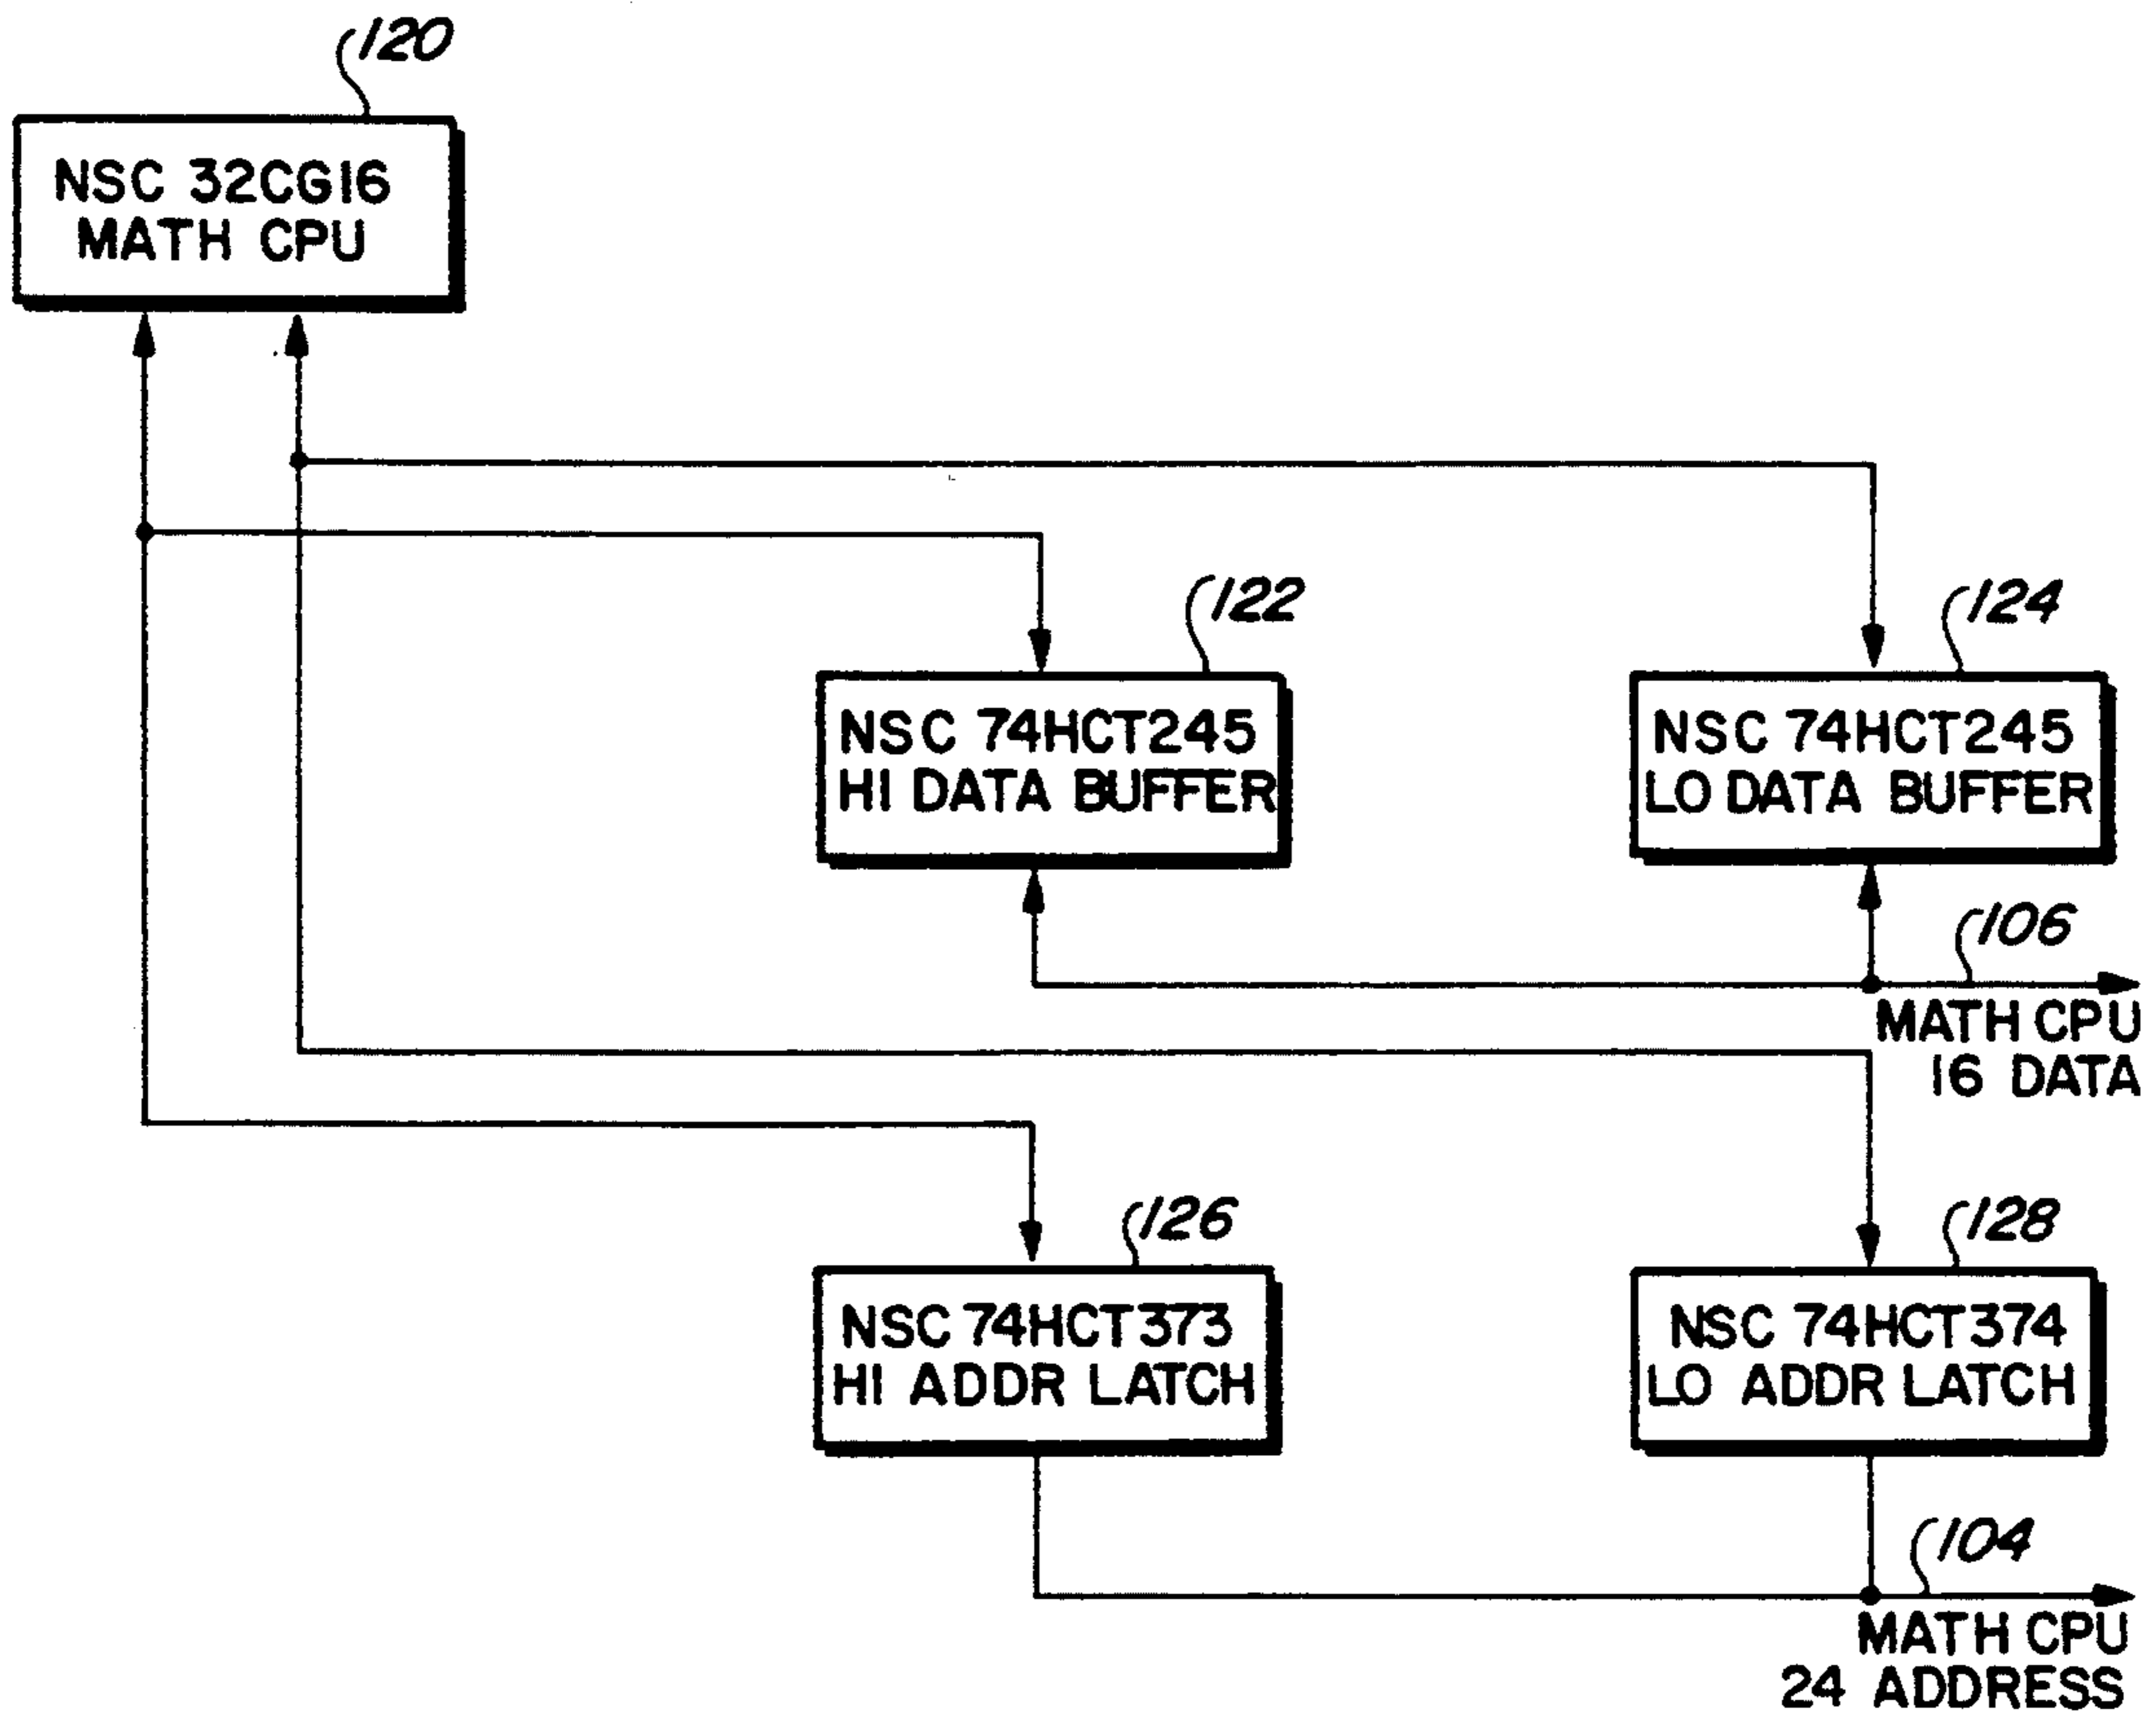 120
NSC 32CG16
MATH CPU
122
124
NSC 74HCT245
HI DATA BUFFER
NSC 74HCT245
LO DATA BUFFER
106
MATH CPU
16 DATA
126
128
NSC 74HCT373
HI ADDR LATCH
NSC 74HCT374
LO ADDR LATCH
104
MATH CPU
24 ADDRESS